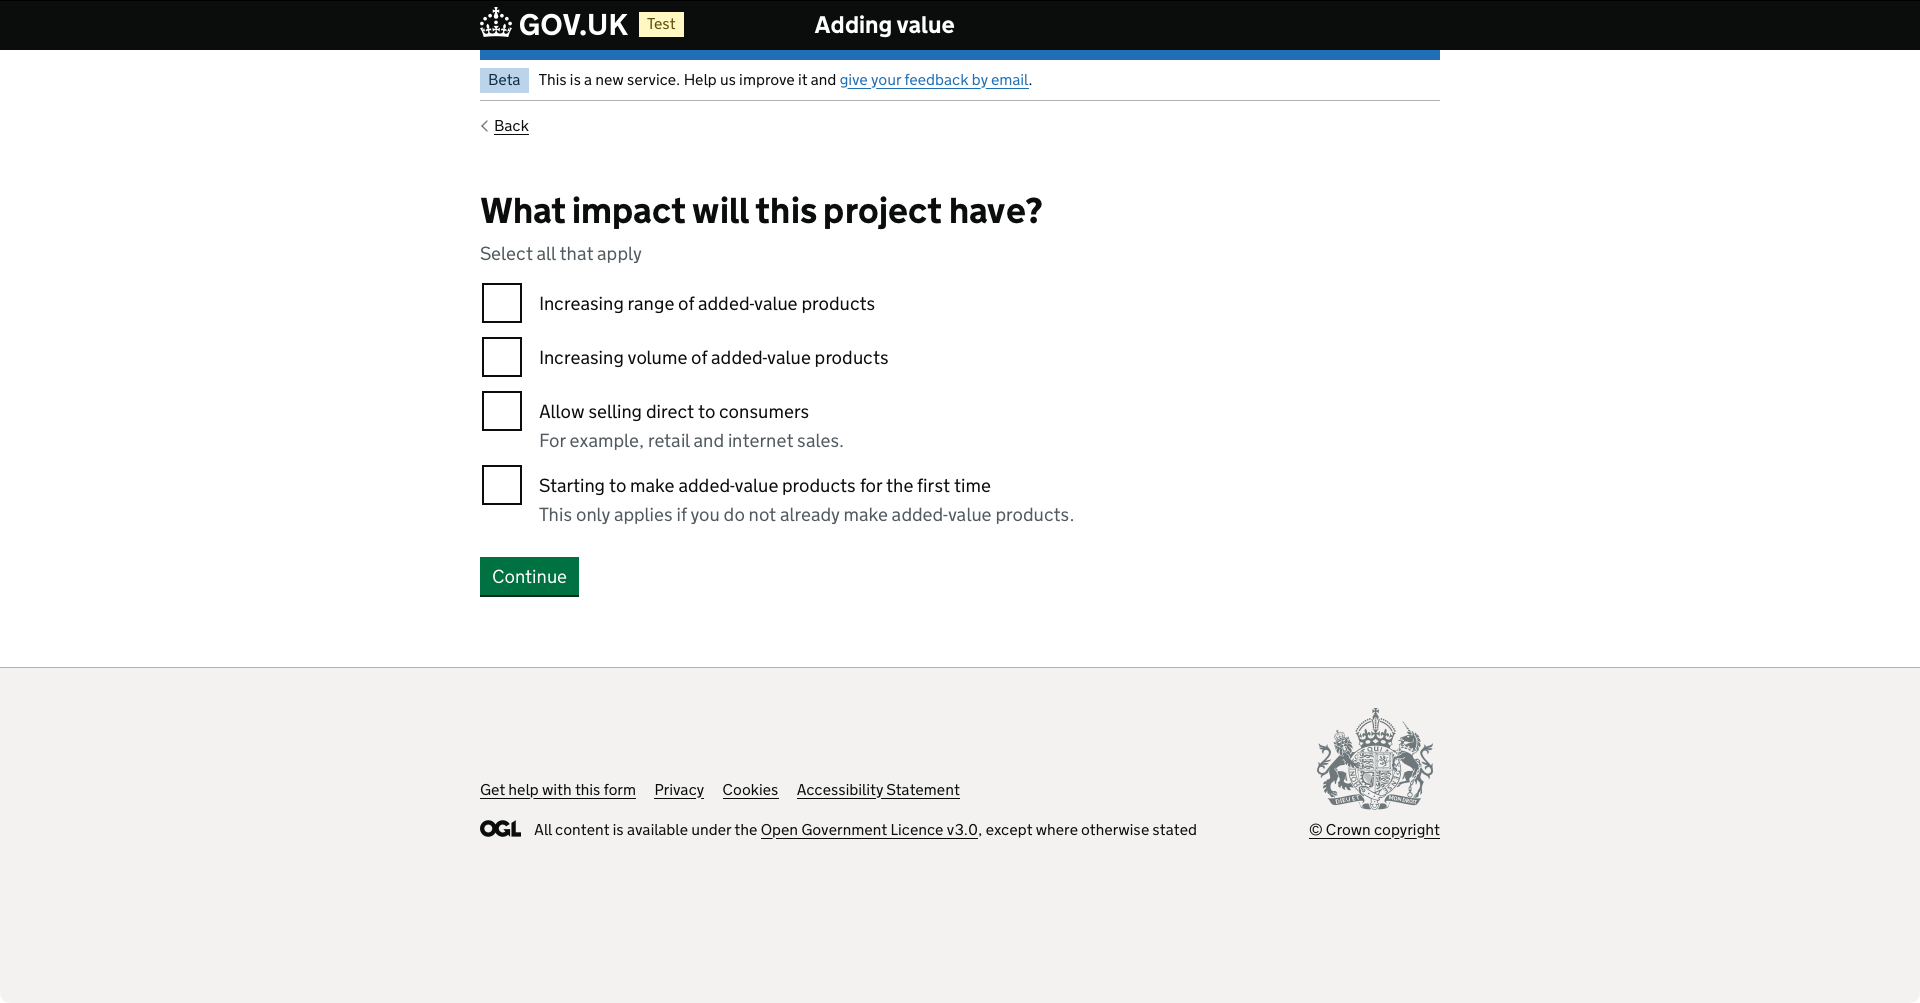 GOV.UK Test Adding value
Beta This is a new service. Help us improve it and give your feedback by email.
Back
What impact will this project have?
Select all that apply
Increasing range of added-value products
Increasing volume of added-value products
Allow selling direct to consumers
For example, retail and internet sales.
Starting to make added-value products for the first time
This only applies if you do not already make added-value products.
Continue
Get help with this form Privacy Cookies Accessibility Statement
OGL All content is available under the Open Government Licence v3.0, except where otherwise stated
© Crown copyright